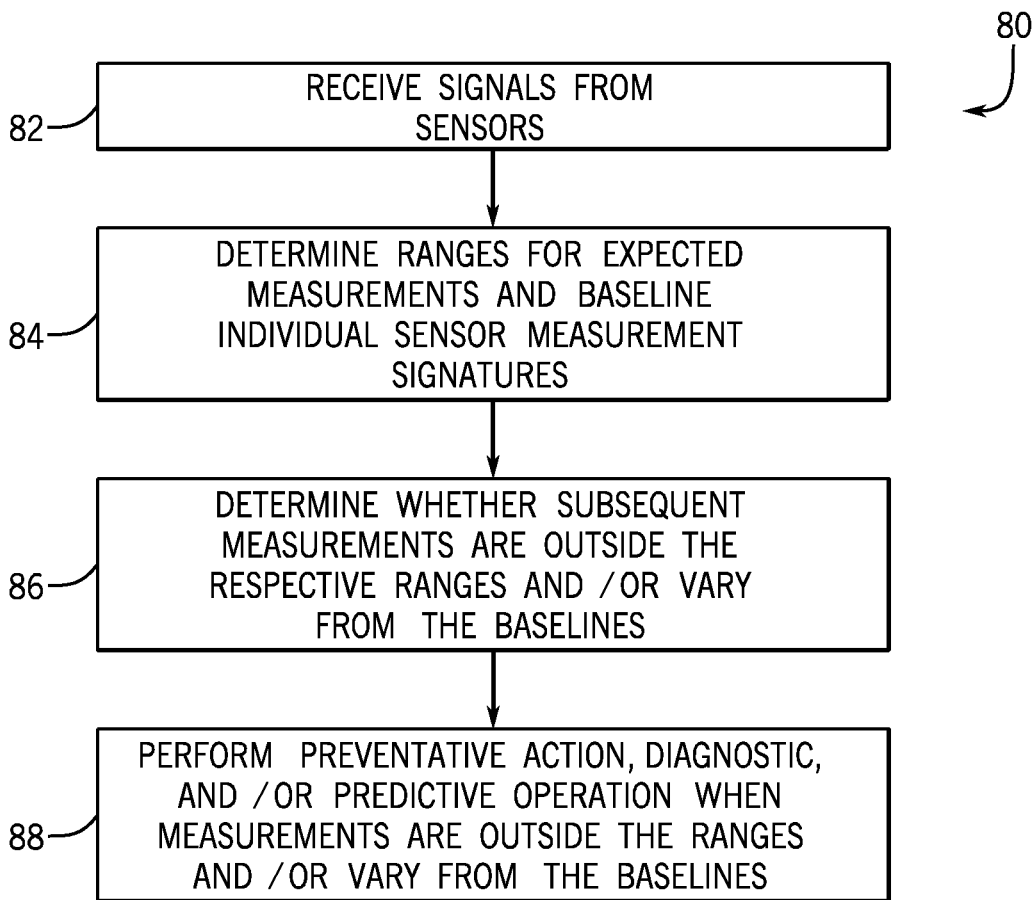 80
RECEIVE SIGNALS FROM
SENSORS
82
DETERMINE RANGES FOR EXPECTED
MEASUREMENTS AND BASELINE
INDIVIDUAL SENSOR MEASUREMENT
SIGNATURES
84
DETERMINE WHETHER SUBSEQUENT
MEASUREMENTS ARE OUTSIDE THE
RESPECTIVE RANGES AND /OR VARY
FROM THE BASELINES
86
PERFORM PREVENTATIVE ACTION, DIAGNOSTIC,
AND /OR PREDICTIVE OPERATION WHEN
MEASUREMENTS ARE OUTSIDE THE RANGES
AND /OR VARY FROM THE BASELINES
88